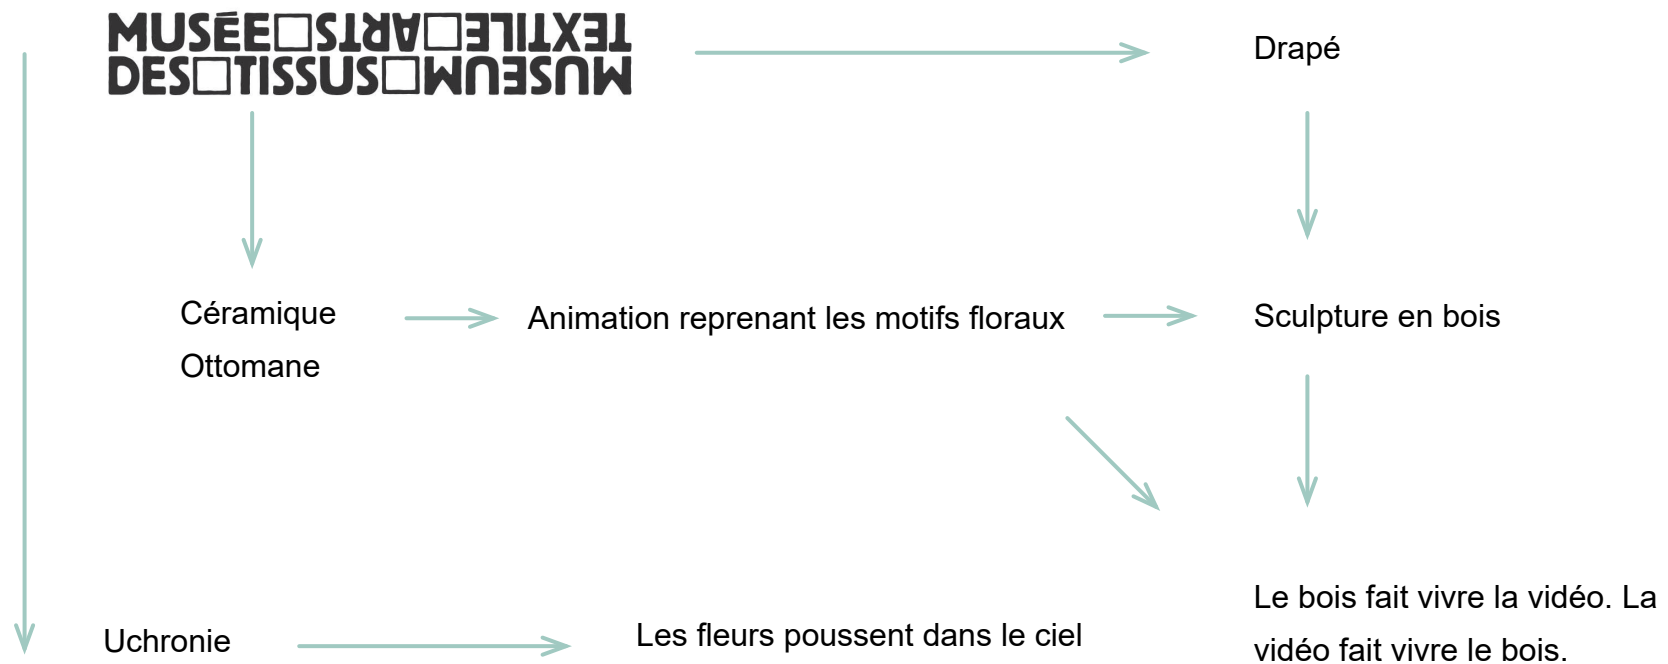 MUSÉE□ARTS□TEXTILE
DES□TISSUS□MUSEUM
Drapé
Céramique
Ottomane
Animation reprenant les motifs floraux
Sculpture en bois
Uchronie
Les fleurs poussent dans le ciel
Le bois fait vivre la vidéo. La
vidéo fait vivre le bois.